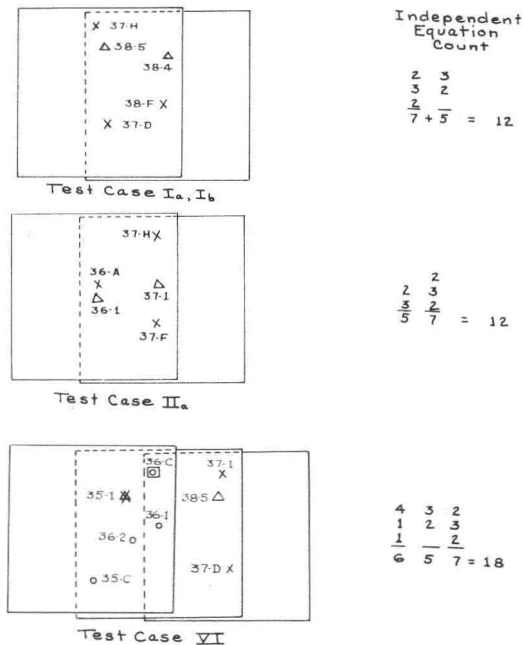 Independent
Equation
Count
37-H
38-5
38-4
38-F
37-D
2 3
3 2
2
7 + 5 = 12
Test Case Ia, Ib
37-H
36-A
37-1
36-1
37-F
2
2 3
3 2
5 7 = 12
Test Case IIa
36-C
37-I
35-1
38-5
36-1
36-2
37-D
35-C
4 3 2
1 2 3
1 2
6 5 7 = 18
Test Case VI